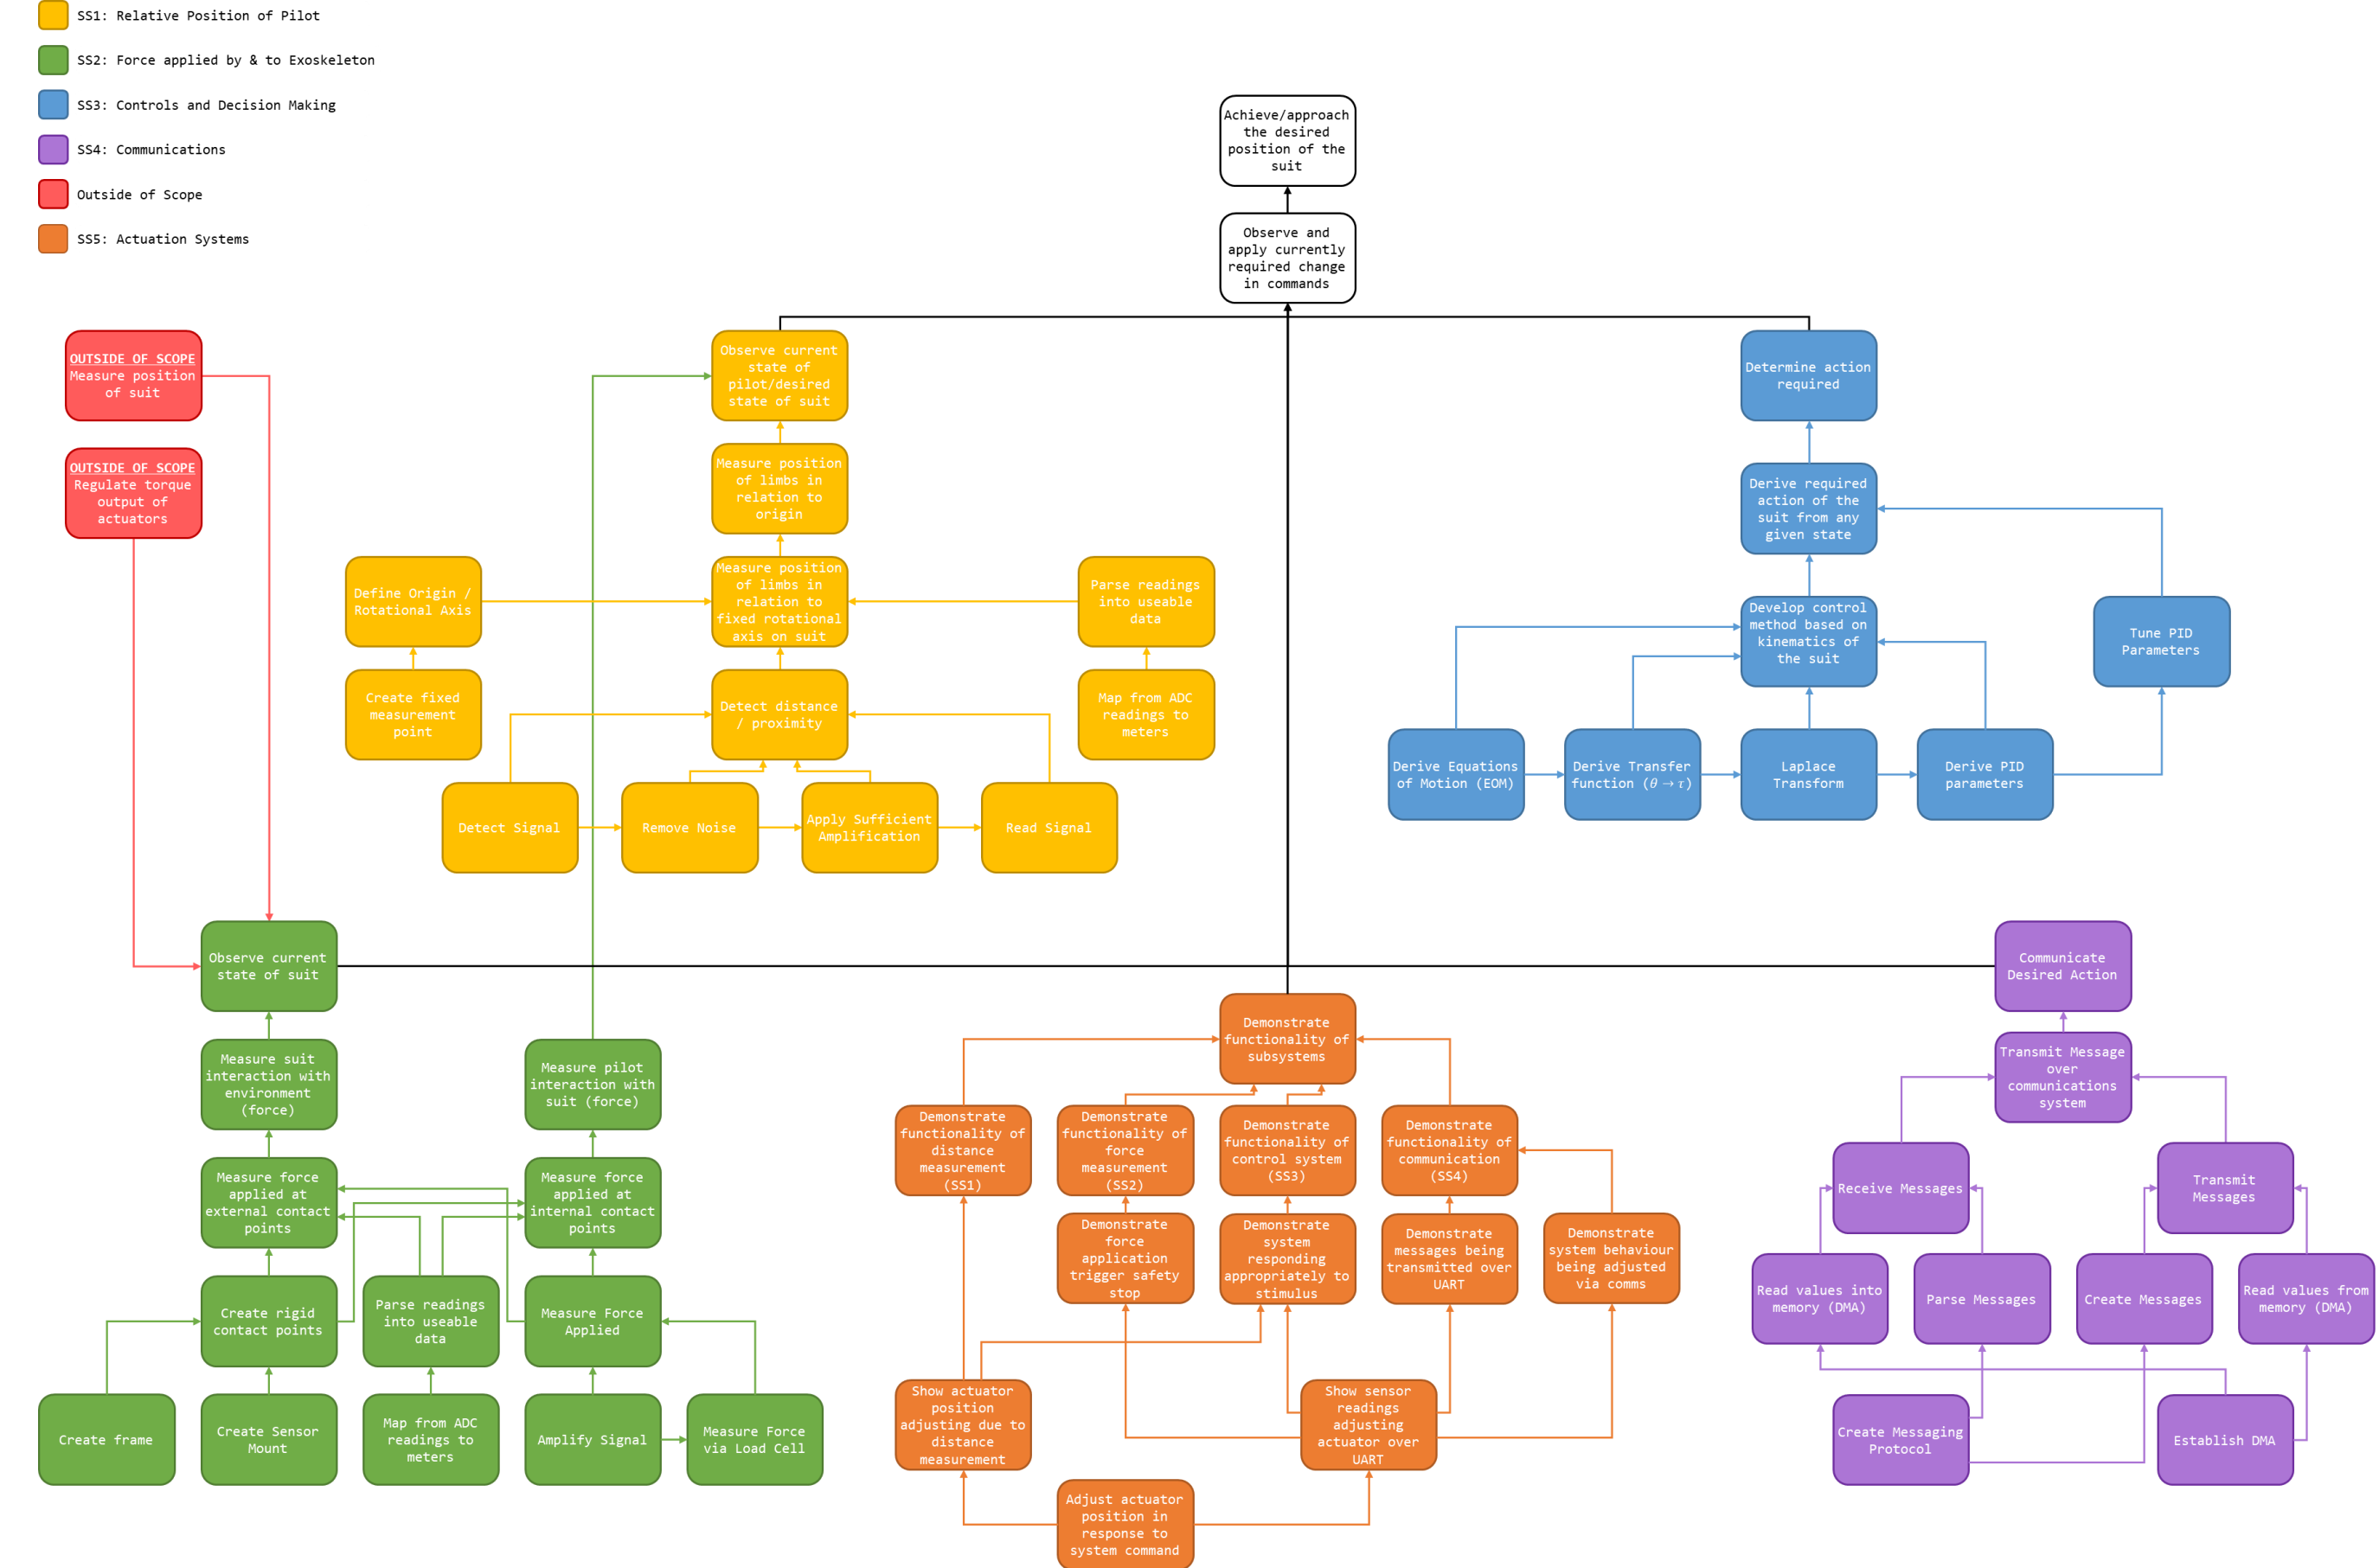 SS1: Relative Position of Pilot
SS2: Force applied by & to Exoskeleton
SS3: Controls and Decision Making
SS4: Communications
Outside of Scope
SS5: Actuation Systems
Achieve/approach
the desired
position of the
suit
Observe and
apply currently
required change
in commands
OUTSIDE OF SCOPE
Measure position
of suit
OUTSIDE OF SCOPE
Regulate torque
output of
actuators
Observe current
state of
pilot/desired
state of suit
Measure position
of limbs in
relation to
origin
Define Origin /
Rotational Axis
Measure position
of limbs in
relation to
fixed rotational
axis on suit
Parse readings
into useable
data
Create fixed
measurement
point
Detect distance
/ proximity
Map from ADC
readings to
meters
Detect Signal
Remove Noise
Apply Sufficient
Amplification
Read Signal
Determine action
required
Derive required
action of the
suit from any
given state
Develop control
method based on
kinematics of
the suit
Tune PID
Parameters
Derive Equations
of Motion (EOM)
Derive Transfer
function (θ → τ)
Laplace
Transform
Derive PID
parameters
Observe current
state of suit
Measure suit
interaction with
environment
(force)
Measure pilot
interaction with
suit (force)
Measure force
applied at
external contact
points
Measure force
applied at
internal contact
points
Create rigid
contact points
Parse readings
into useable
data
Measure Force
Applied
Create frame
Create Sensor
Mount
Map from ADC
readings to
meters
Amplify Signal
Measure Force
via Load Cell
Demonstrate
functionality of
subsystems
Demonstrate
functionality of
distance
measurement
(SS1)
Demonstrate
functionality of
force
measurement
(SS2)
Demonstrate
functionality of
control system
(SS3)
Demonstrate
functionality of
communication
(SS4)
Demonstrate
force
application
trigger safety
stop
Demonstrate
system
responding
appropriately to
stimulus
Demonstrate
messages being
transmitted over
UART
Demonstrate
system behaviour
being adjusted
via comms
Show actuator
position
adjusting due to
distance
measurement
Show sensor
readings
adjusting
actuator over
UART
Adjust actuator
position in
response to
system command
Communicate
Desired Action
Transmit Message
over
communications
system
Receive Messages
Transmit
Messages
Read values into
memory (DMA)
Parse Messages
Create Messages
Read values from
memory (DMA)
Create Messaging
Protocol
Establish DMA